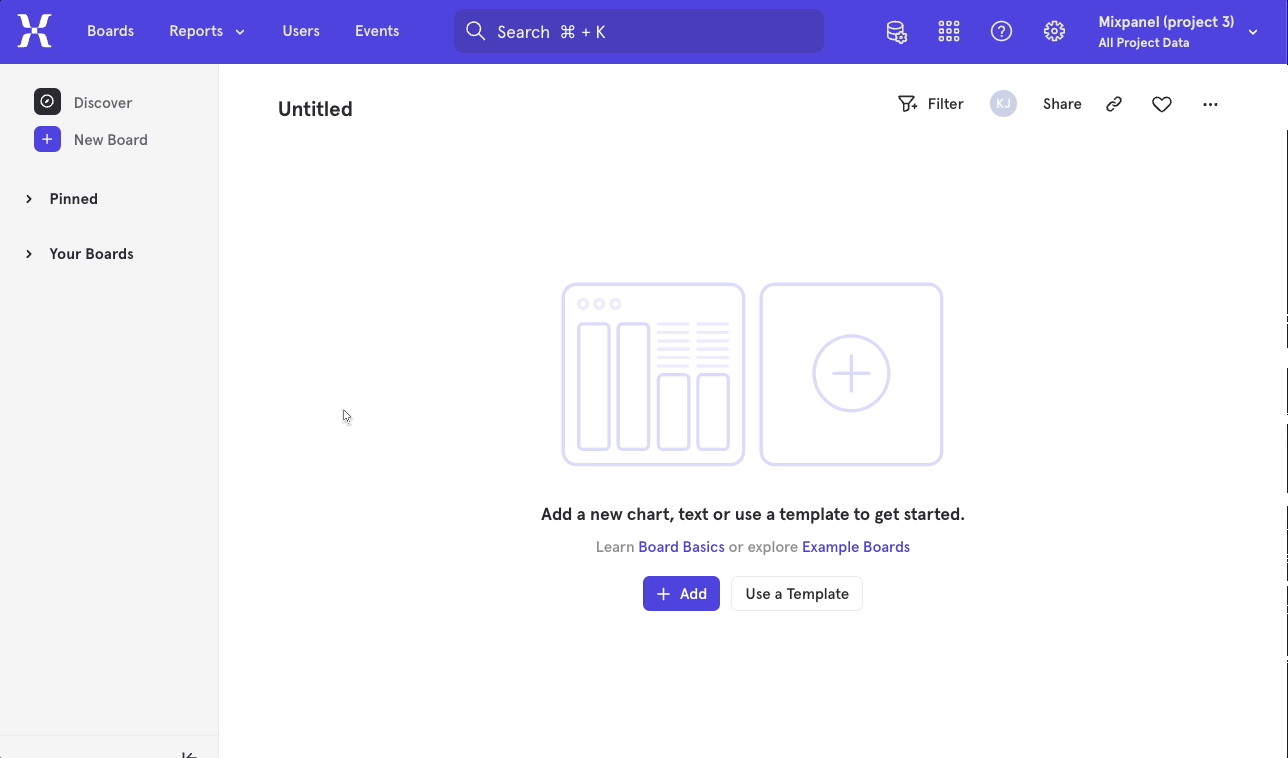 Boards Reports Users Events Search ⌘ + K Mixpanel (project 3)
All Project Data
Discover
New Board
Pinned
Your Boards
Untitled
Filter KJ Share
Add a new chart, text or use a template to get started.
Learn Board Basics or explore Example Boards
+ Add Use a Template